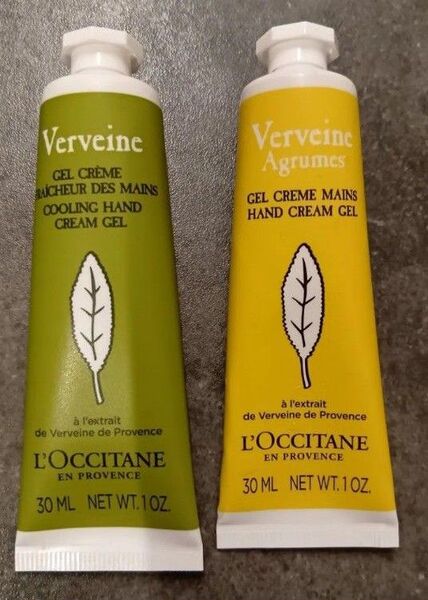 Verveine
GEL CRÈME
FRAÎCHEUR DES MAINS
COOLING HAND
CREAM GEL
à l'extrait
de Verveine de Provence
L'OCCITANE
EN PROVENCE
30 ML NET WT. 1 OZ.
Verveine
Agrumes
GEL CREME MAINS
HAND CREAM GEL
à l'extrait
de Verveine de Provence
L'OCCITANE
EN PROVENCE
30 ML NET WT. 1 OZ.